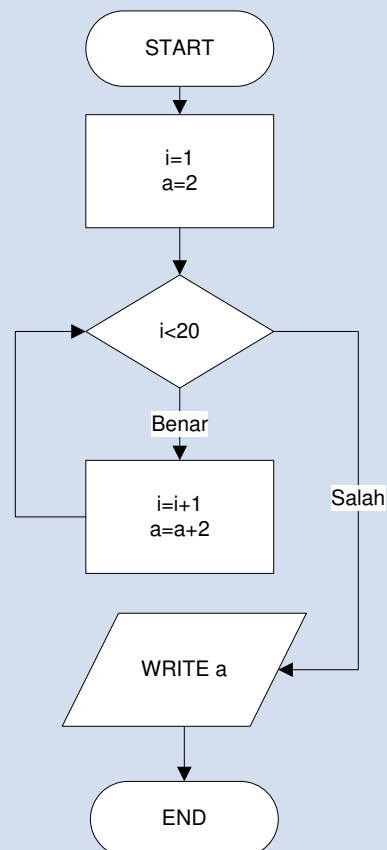 START
i=1
a=2
i<20
Benar
i=i+1
a=a+2
Salah
WRITE a
END